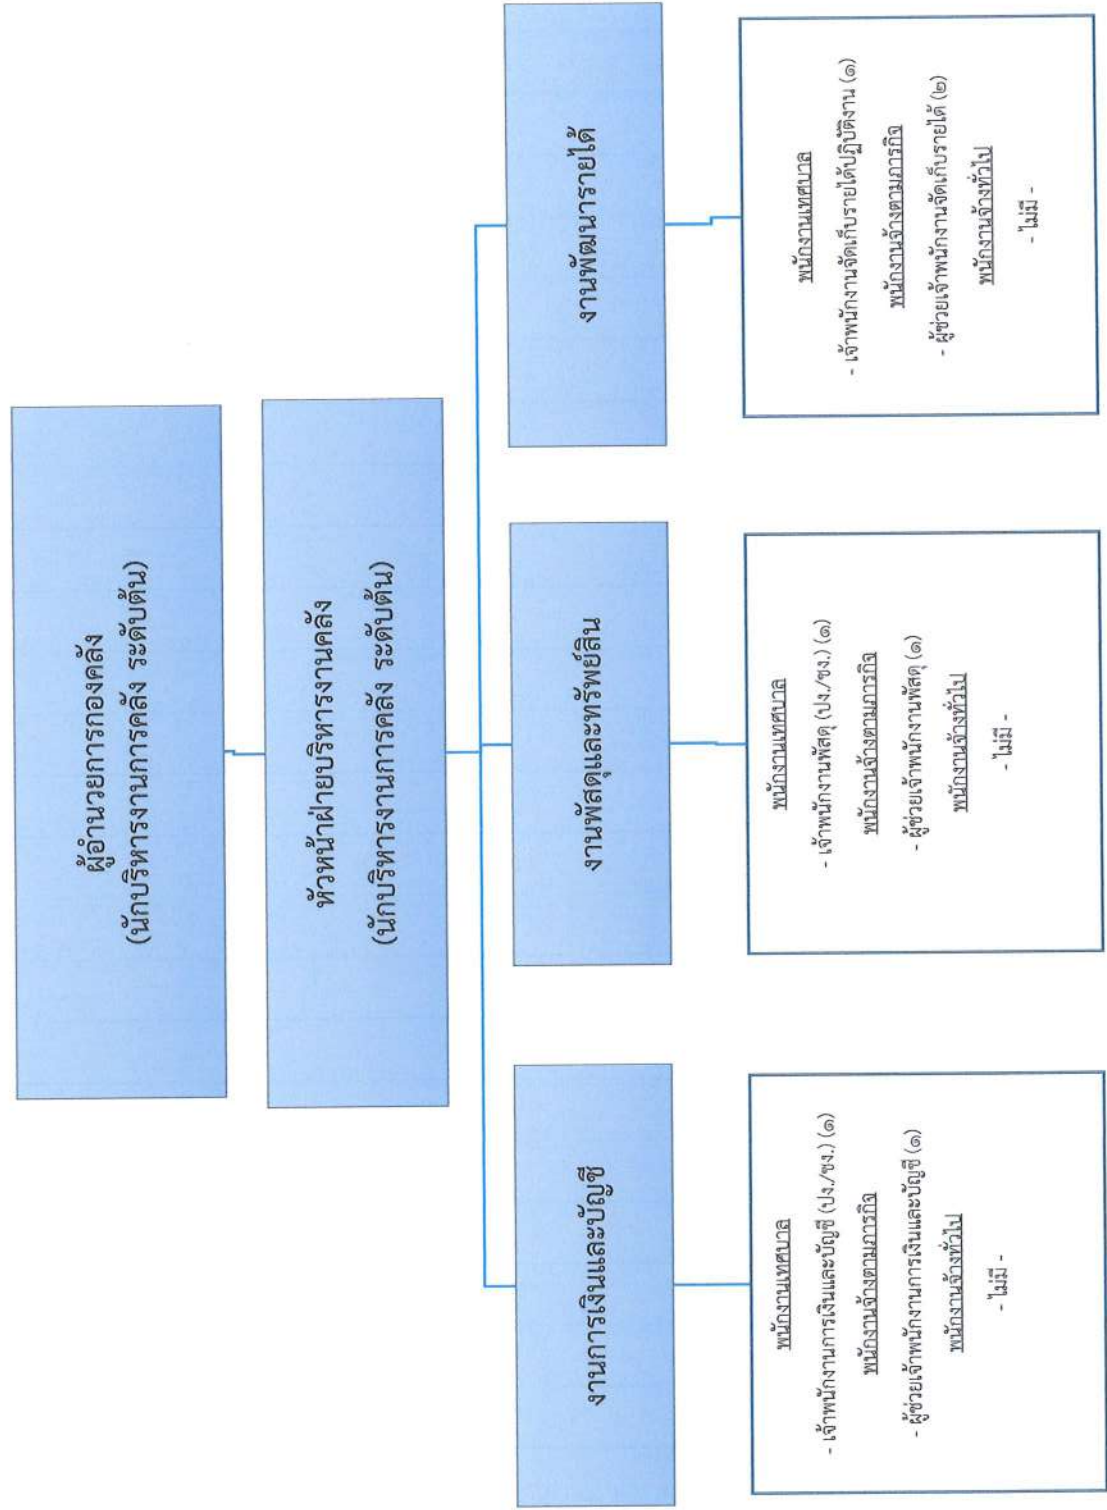 ผู้อำนวยการกองคลัง
(นักบริหารงานการคลัง ระดับต้น)
หัวหน้าฝ่ายบริหารงานคลัง
(นักบริหารงานการคลัง ระดับต้น)
งานการเงินและบัญชี
พนักงานเทศบาล
- เจ้าพนักงานการเงินและบัญชี (ปง./ชง.) (๑)
พนักงานจ้างตามภารกิจ
- ผู้ช่วยเจ้าพนักงานการเงินและบัญชี (๑)
พนักงานจ้างทั่วไป
- ไม่มี -
งานพัสดุและทรัพย์สิน
พนักงานเทศบาล
- เจ้าพนักงานพัสดุ (ปง./ชง.) (๑)
พนักงานจ้างตามภารกิจ
- ผู้ช่วยเจ้าพนักงานพัสดุ (๑)
พนักงานจ้างทั่วไป
- ไม่มี -
งานพัฒนารายได้
พนักงานเทศบาล
- เจ้าพนักงานจัดเก็บรายได้ปฏิบัติงาน (๑)
พนักงานจ้างตามภารกิจ
- ผู้ช่วยเจ้าพนักงานจัดเก็บรายได้ (๒)
พนักงานจ้างทั่วไป
- ไม่มี -